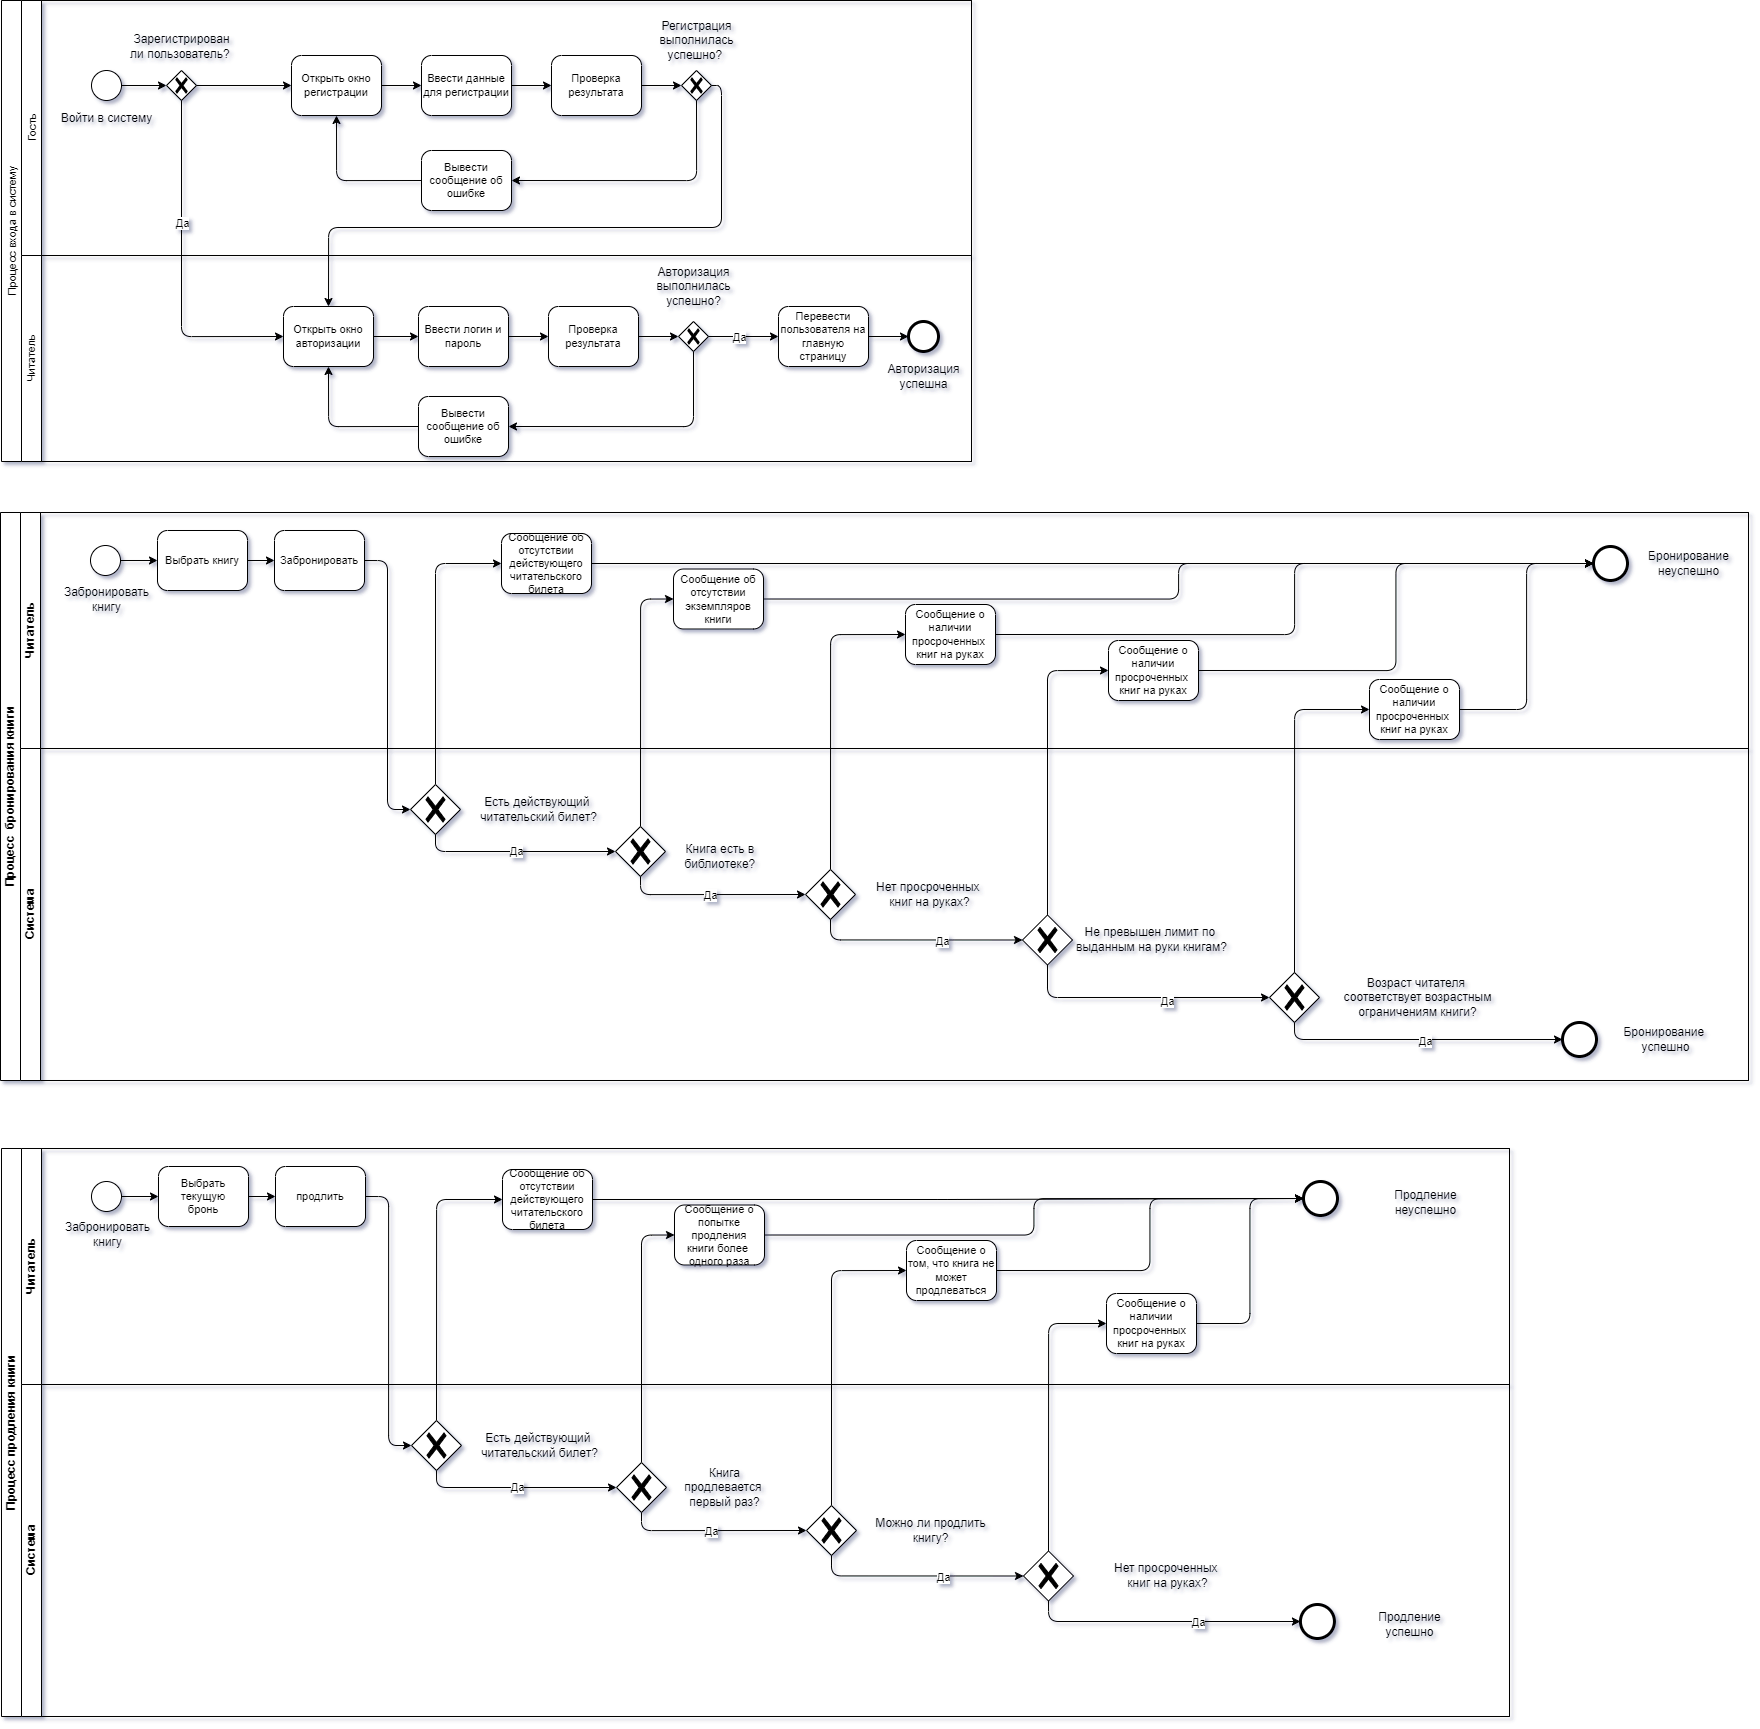 Процесс входа в систему
Гость
Зарегистрирован
ли пользователь?
Войти в систему
Открыть окно
регистрации
Ввести данные
для регистрации
Проверка
результата
Регистрация
выполнилась
успешно?
Вывести
сообщение об
ошибке
Да
Читатель
Открыть окно
авторизации
Ввести логин и
пароль
Проверка
результата
Авторизация
выполнилась
успешно?
Да
Перевести
пользователя на
главную
страницу
Авторизация
успешна
Вывести
сообщение об
ошибке
Процесс бронирования книги
Читатель
Забронировать
книгу
Выбрать книгу
Забронировать
Сообщение об
отсутствии
действующего
читательского
билета
Сообщение об
отсутствии
экземпляров
книги
Сообщение о
наличии
просроченных
книг на руках
Сообщение о
наличии
просроченных
книг на руках
Сообщение о
наличии
просроченных
книг на руках
Бронирование
неуспешно
Система
Есть действующий
читательский билет?
Да
Книга есть в
библиотеке?
Да
Нет просроченных
книг на руках?
Да
Не превышен лимит по
выданным на руки книгам?
Да
Возраст читателя
соответствует возрастным
ограничениям книги?
Да
Бронирование
успешно
Процесс продления книги
Читатель
Забронировать
книгу
Выбрать
текущую
бронь
продлить
Сообщение об
отсутствии
действующего
читательского
билета
Сообщение о
попытке
продления
книги более
одного раза
Сообщение о
том, что книга не
может
продлеваться
Сообщение о
наличии
просроченных
книг на руках
Продление
неуспешно
Система
Есть действующий
читательский билет?
Да
Книга
продлевается
первый раз?
Да
Можно ли продлить
книгу?
Да
Нет просроченных
книг на руках?
Да
Продление
успешно